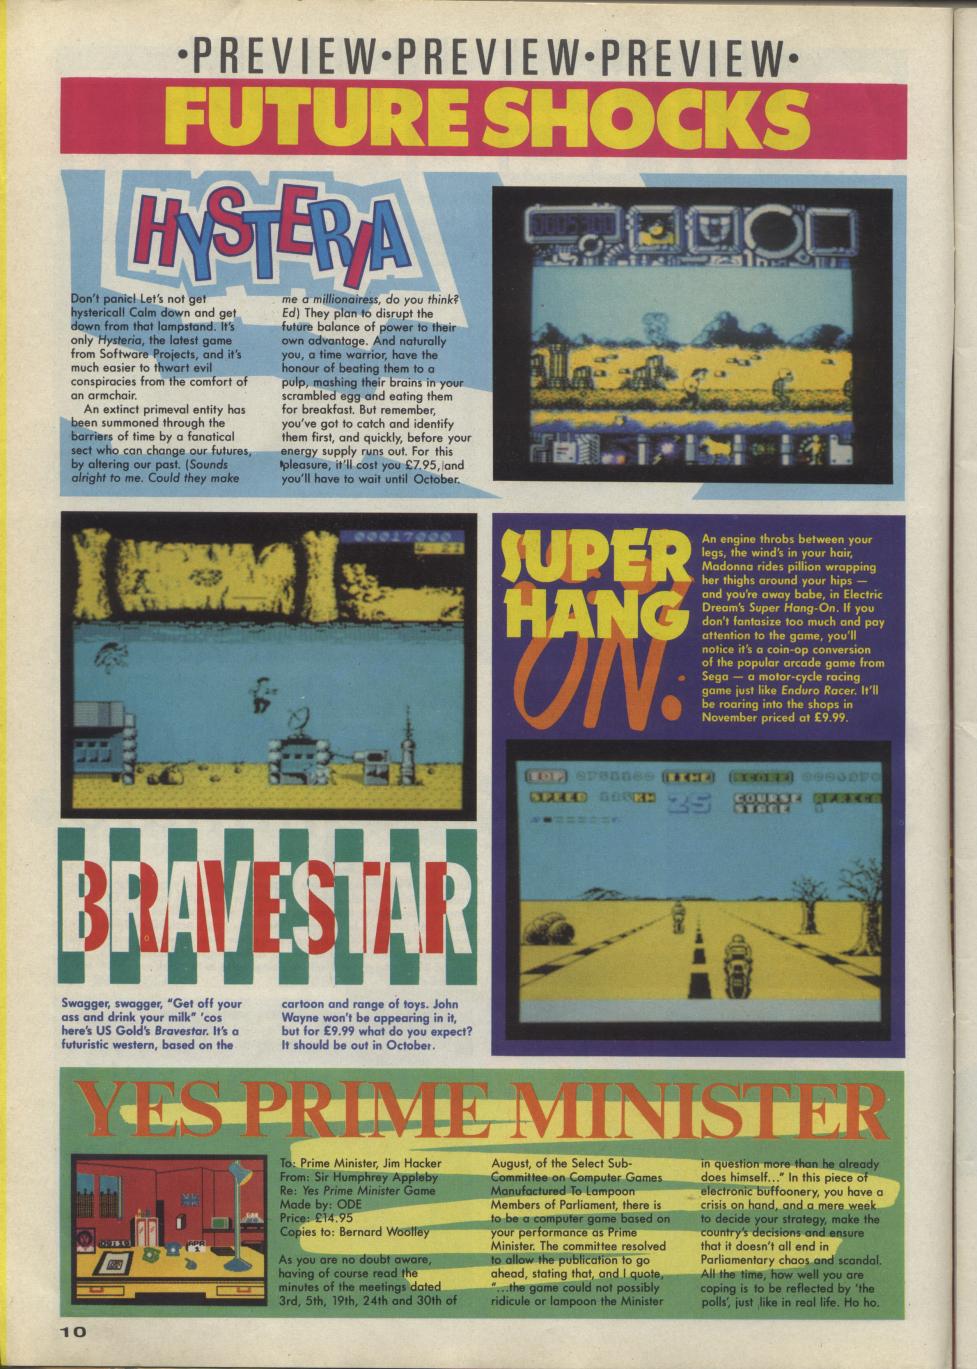 •PREVIEW•PREVIEW•PREVIEW•
FUTURE SHOCKS
HYSTERIA
Don't panic! Let's not get
hysterical! Calm down and get
down from that lampstand. It's
only Hysteria, the latest game
from Software Projects, and it's
much easier to thwart evil
conspiracies from the comfort of
an armchair.
An extinct primeval entity has
been summoned through the
barriers of time by a fanatical
sect who can change our futures,
by altering our past. (Sounds
alright to me. Could they make
me a millionairess, do you think?
Ed) They plan to disrupt the
future balance of power to their
own advantage. And naturally
you, a time warrior, have the
honour of beating them to a
pulp, mashing their brains in your
scrambled egg and eating them
for breakfast. But remember,
you've got to catch and identify
them first, and quickly, before your
energy supply runs out. For this
pleasure, it'll cost you £7.95, and
you'll have to wait until October.
00017000
SUPER
HANG
ON.
An engine throbs between your
legs, the wind's in your hair,
Madonna rides pillion wrapping
her thighs around your hips —
and you're away babe, in Electric
Dream's Super Hang-On. If you
don't fantasize too much and pay
attention to the game, you'll
notice it's a coin-op conversion
of the popular arcade game from
Sega — a motor-cycle racing
game just like Enduro Racer. It'll
be roaring into the shops in
November priced at £9.99.
TOP TIME SCORE
SPEED KM 25 COURSE AFRICA
STAGE
BRAVESTAR
Swagger, swagger, "Get off your
ass and drink your milk" 'cos
here's US Gold's Bravestar. It's a
futuristic western, based on the
cartoon and range of toys. John
Wayne won't be appearing in it,
but for £9.99 what do you expect?
It should be out in October.
YES PRIME MINISTER
APR
1
To: Prime Minister, Jim Hacker
From: Sir Humphrey Appleby
Re: Yes Prime Minister Game
Made by: ODE
Price: £14.95
Copies to: Bernard Woolley
As you are no doubt aware,
having of course read the
minutes of the meetings dated
3rd, 5th, 19th, 24th and 30th of
August, of the Select Sub-
Committee on Computer Games
Manufactured To Lampoon
Members of Parliament, there is
to be a computer game based on
your performance as Prime
Minister. The committee resolved
to allow the publication to go
ahead, stating that, and I quote,
"...the game could not possibly
ridicule or lampoon the Minister
in question more than he already
does himself..." In this piece of
electronic buffoonery, you have a
crisis on hand, and a mere week
to decide your strategy, make the
country's decisions and ensure
that it doesn't all end in
Parliamentary chaos and scandal.
All the time, how well you are
coping is to be reflected by 'the
polls', just like in real life. Ho ho.
10